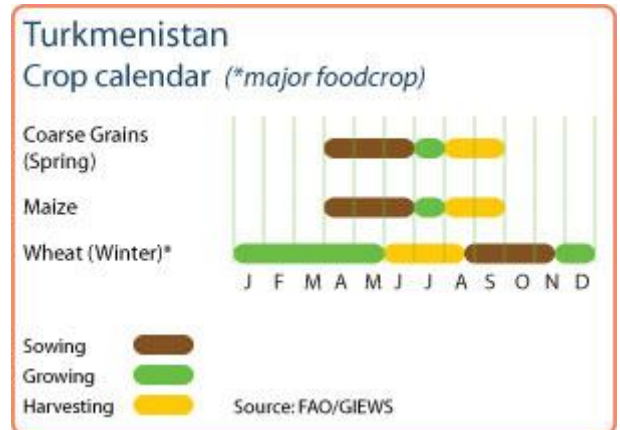 Turkmenistan
Crop calendar (*major foodcrop)
Coarse Grains
(Spring)
Maize
Wheat (Winter)*
J F M A M J J A S O N D
Sowing
Growing
Harvesting
Source: FAO/GIEWS